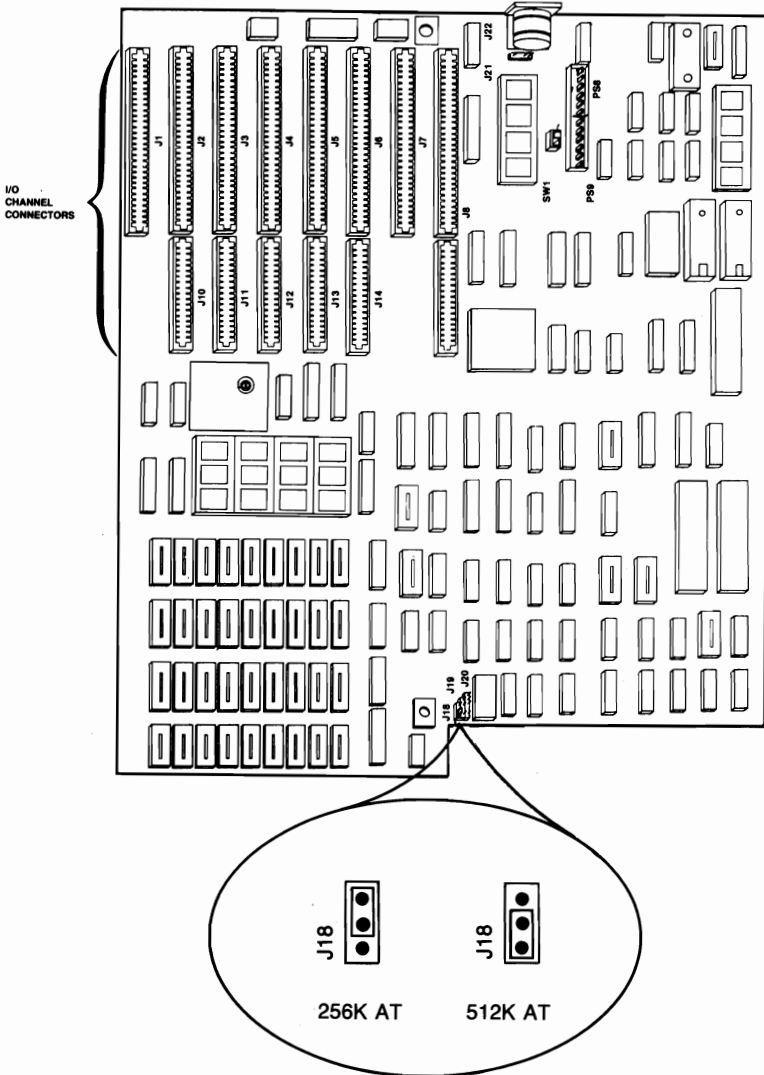 J22
J21
PS8
I/O
CHANNEL
CONNECTORS
J1
J2
J3
J4
J5
J6
J7
J8
SW1
PS9
J10
J11
J12
J13
J14
J18
J19
J20
J18
J18
256K AT
512K AT